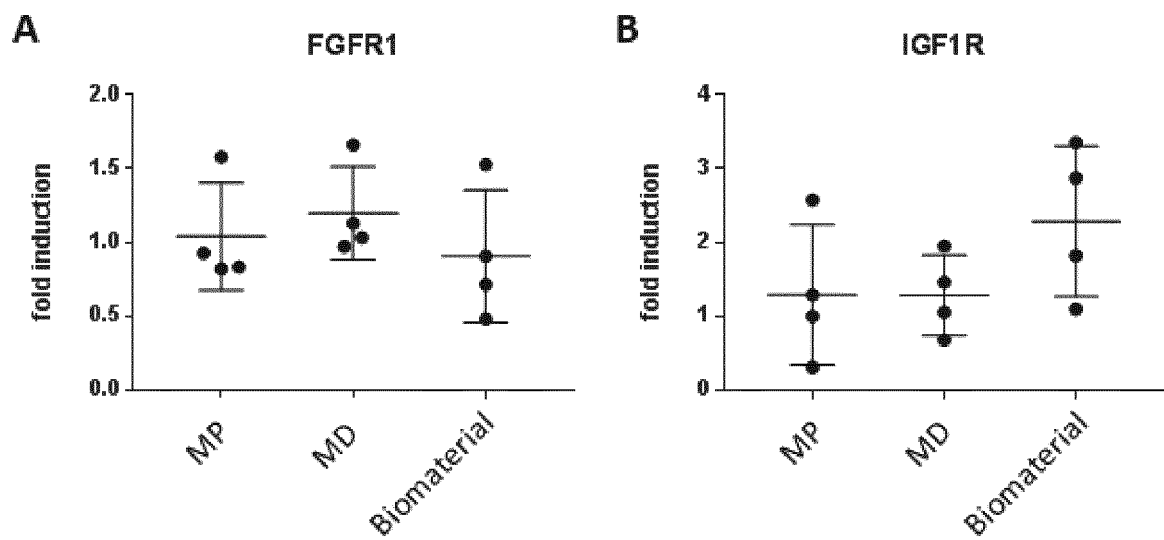 A
FGFR1
fold induction
2.0
1.5
1.0
0.5
0.0
MP
MD
Biomaterial
B
IGF1R
fold induction
4
3
2
1
0
MP
MD
Biomaterial